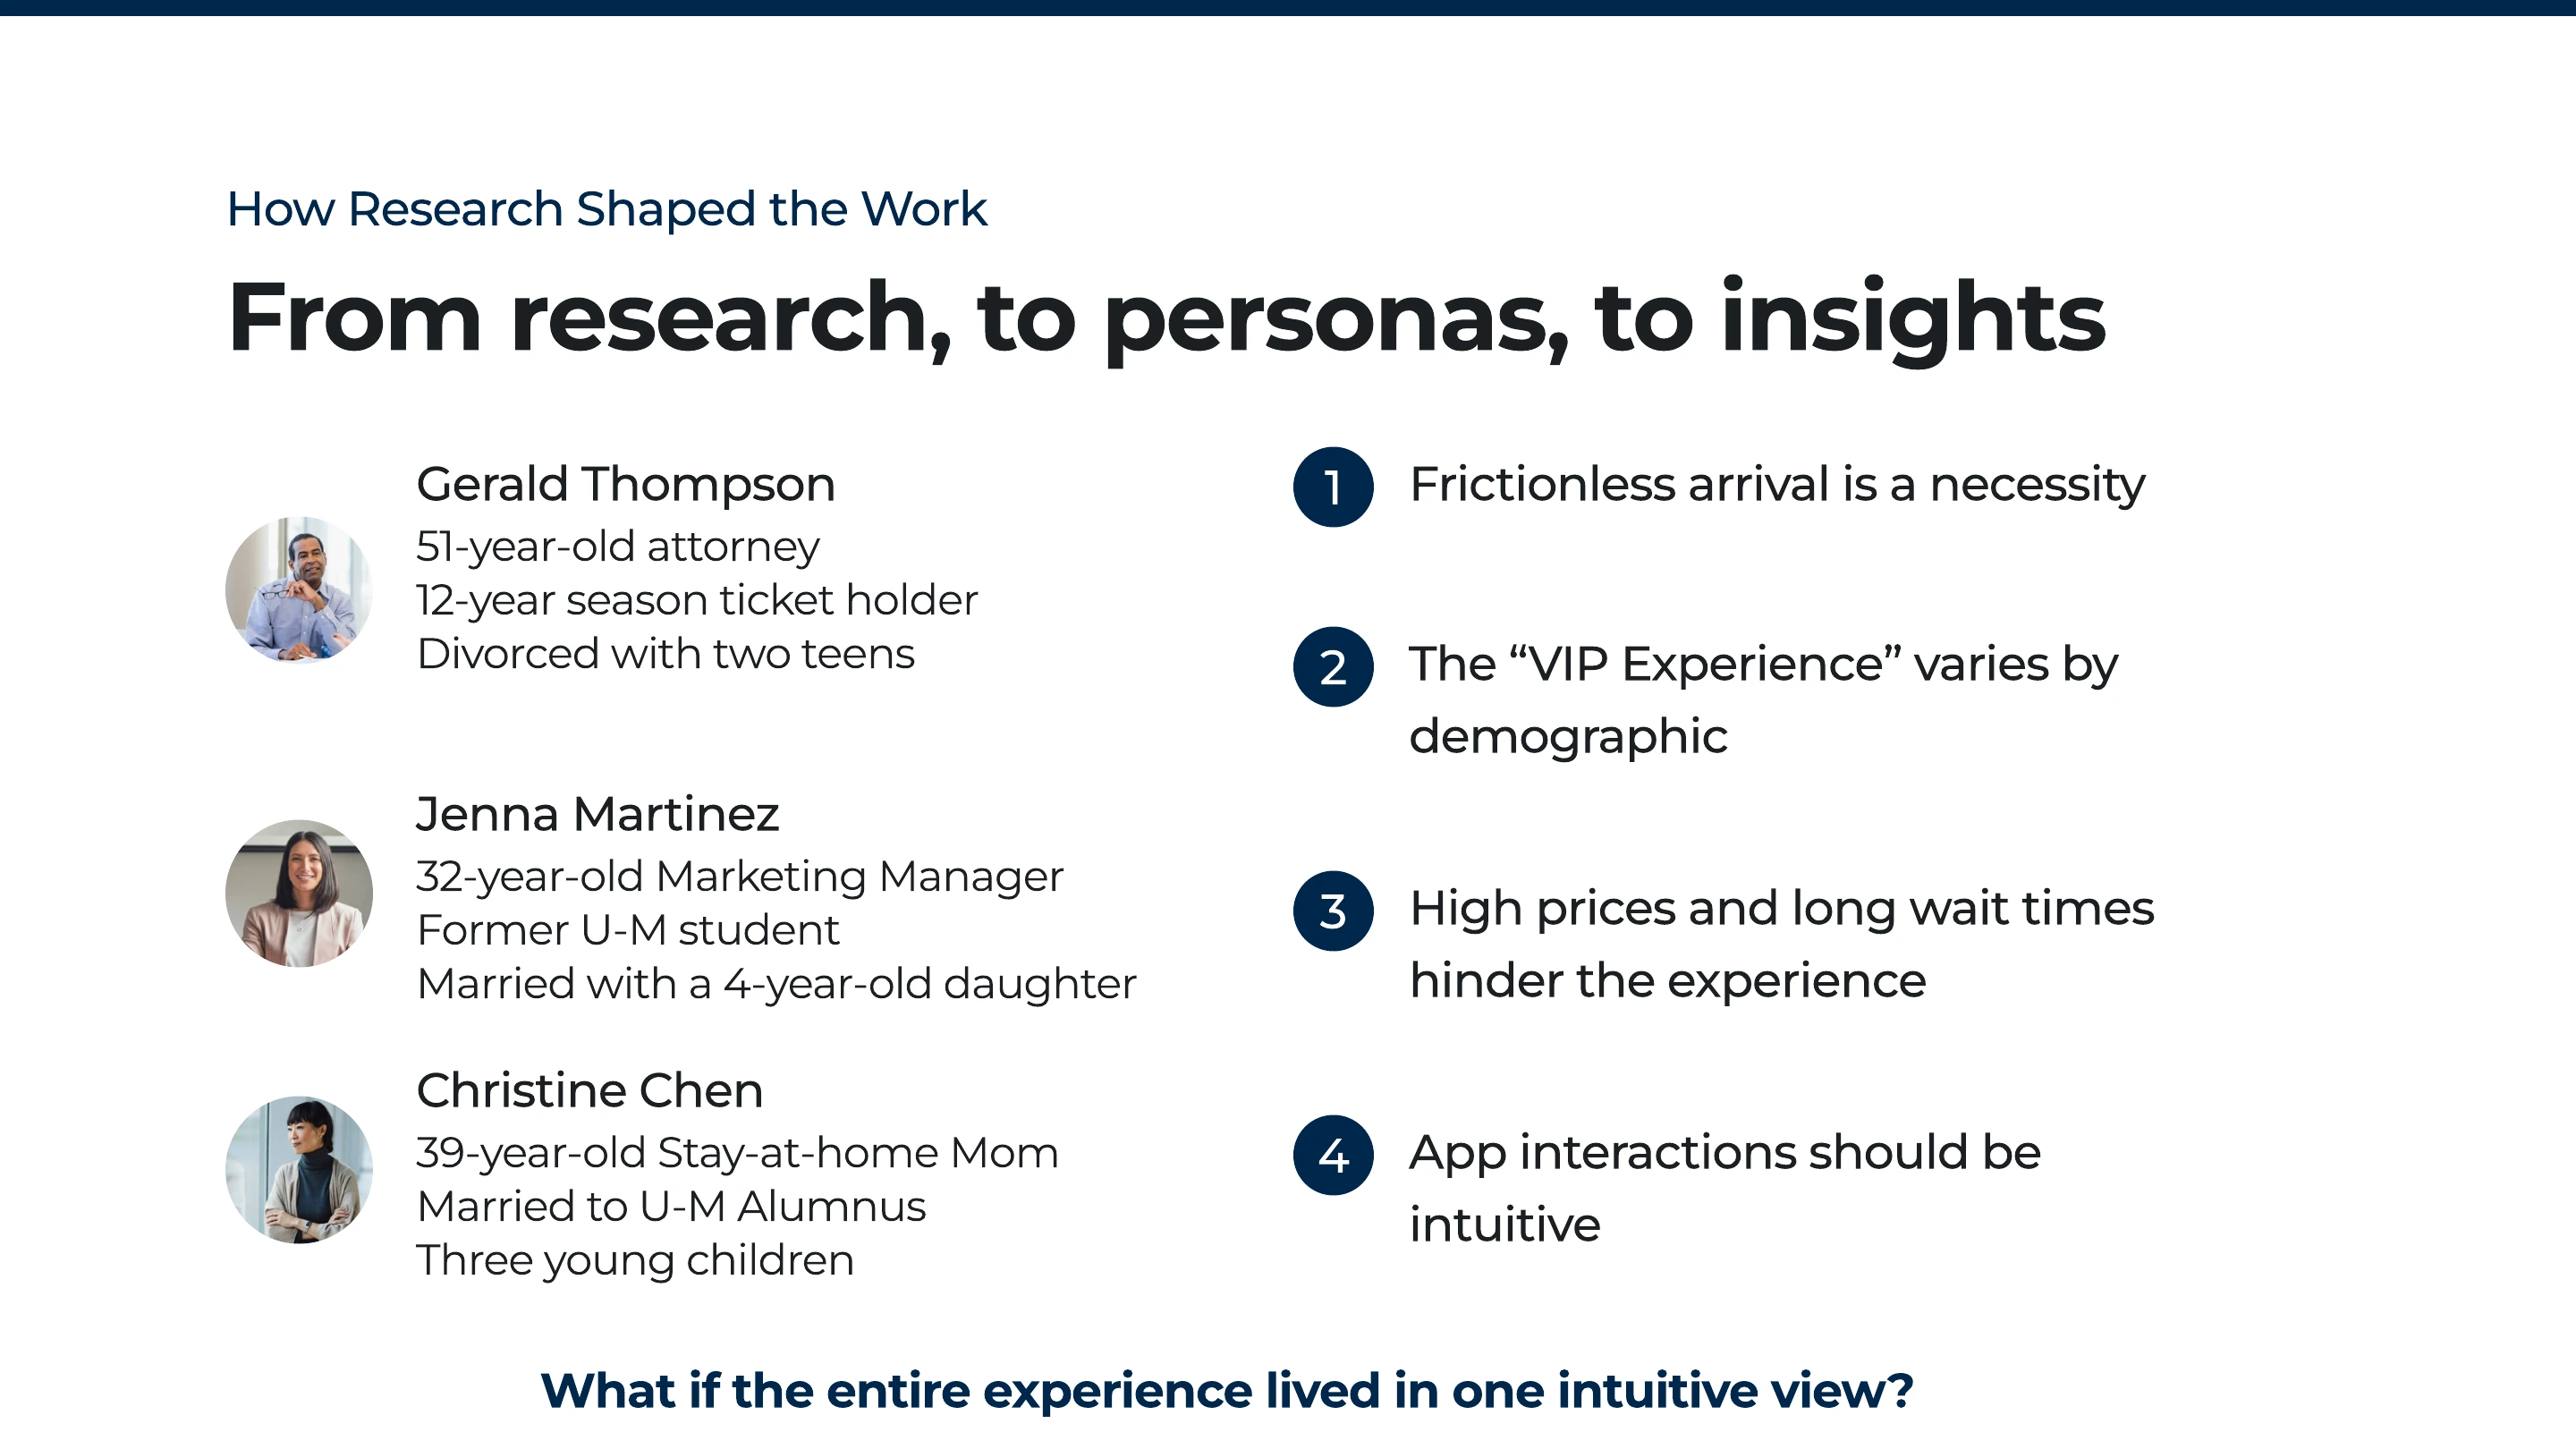 How Research Shaped the Work
From research, to personas, to insights
Gerald Thompson
51-year-old attorney
12-year season ticket holder
Divorced with two teens
Jenna Martinez
32-year-old Marketing Manager
Former U-M student
Married with a 4-year-old daughter
Christine Chen
39-year-old Stay-at-home Mom
Married to U-M Alumnus
Three young children
1 Frictionless arrival is a necessity
2 The “VIP Experience” varies by
demographic
3 High prices and long wait times
hinder the experience
4 App interactions should be
intuitive
What if the entire experience lived in one intuitive view?